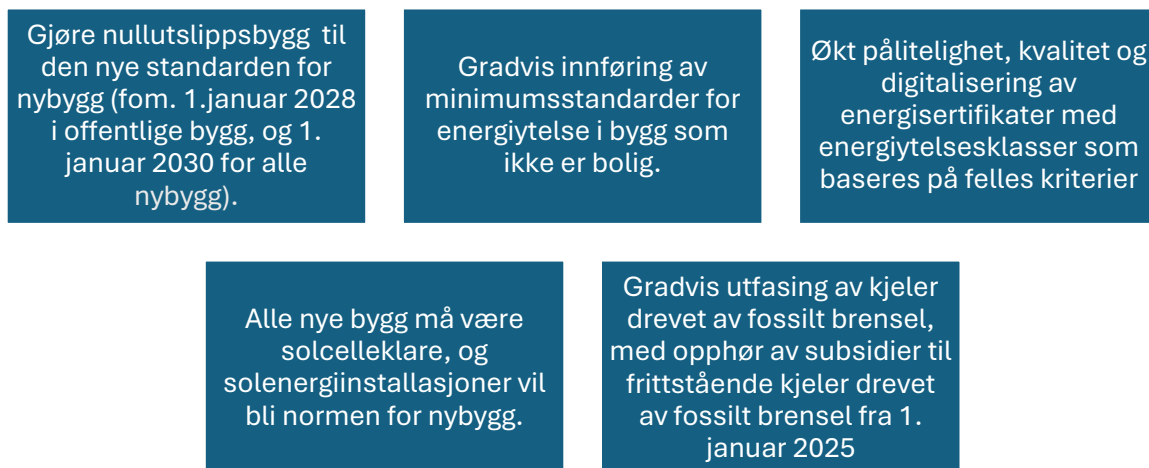 Gjøre nullutslippsbygg til
den nye standarden for
nybygg (fom. 1.januar 2028
i offentlige bygg, og 1.
januar 2030 for alle
nybygg).
Gradvis innføring av
minimumsstandarder for
energiytelse i bygg som
ikke er bolig.
Økt pålitelighet, kvalitet og
digitalisering av
energisertifikater med
energiytelsesklasser som
baseres på felles kriterier
Alle nye bygg må være
solcelleklare, og
solenergiinstallasjoner vil
bli normen for nybygg.
Gradvis utfasing av kjeler
drevet av fossilt brensel,
med opphør av subsidier til
frittstående kjeler drevet
av fossilt brensel fra 1.
januar 2025